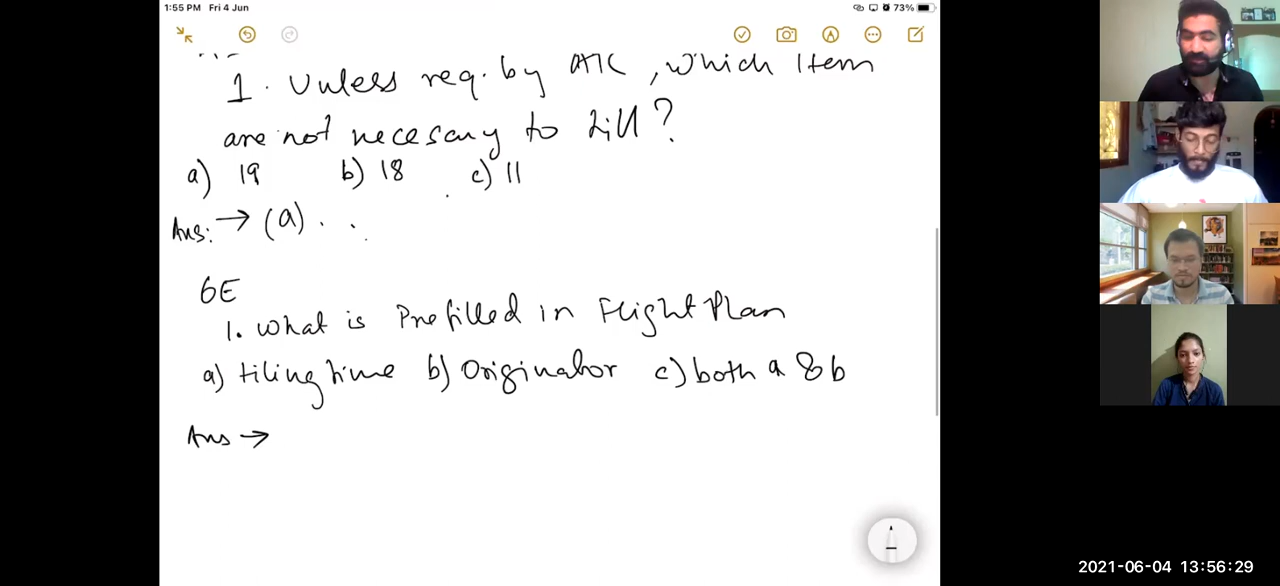 1:55 PM Fri 4 Jun
73%
1. Unless req. by ATC, which Item
are not necesary to fill?
a) 19 b) 18 c) 11
Ans: → (a).
6E
1. What is Prefilled in Flight Plan
a) filing time b) Originator c) both a & b
Ans →
2021-06-04 13:56:29